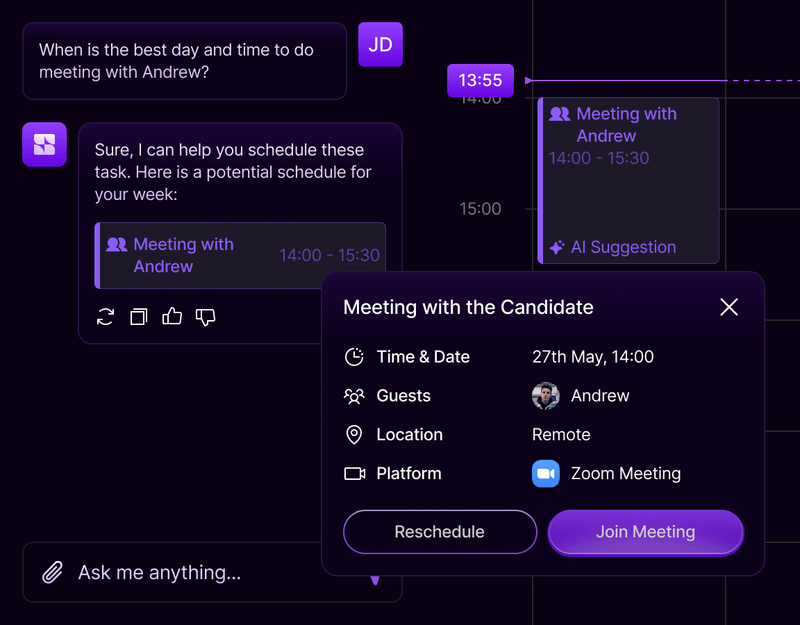 When is the best day and time to do
meeting with Andrew?
JD
Sure, I can help you schedule these
task. Here is a potential schedule for
your week:
Meeting with
Andrew
14:00 - 15:30
13:55
14:00
Meeting with
Andrew
14:00 - 15:30
15:00
AI Suggestion
Meeting with the Candidate
Time & Date
27th May, 14:00
Guests
Andrew
Location
Remote
Platform
Zoom Meeting
Reschedule
Join Meeting
Ask me anything...